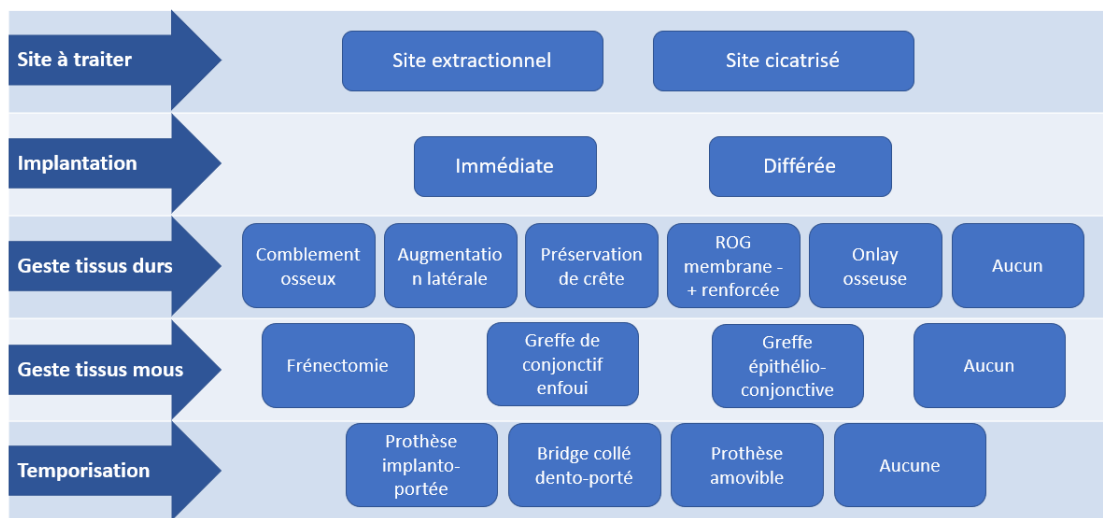 Site à traiter
Site extractionnel
Site cicatrisé
Implantation
Immédiate
Différée
Geste tissus durs
Comblement
osseux
Augmentatio
n latérale
Préservation
de crête
ROG
membrane -
+ renforcée
Onlay
osseuse
Aucun
Geste tissus mous
Frénectomie
Greffe de
conjonctif
enfoui
Greffe
épithélio-
conjonctive
Aucun
Temporisation
Prothèse
implanto-
portée
Bridge collé
dento-porté
Prothèse
amovible
Aucune